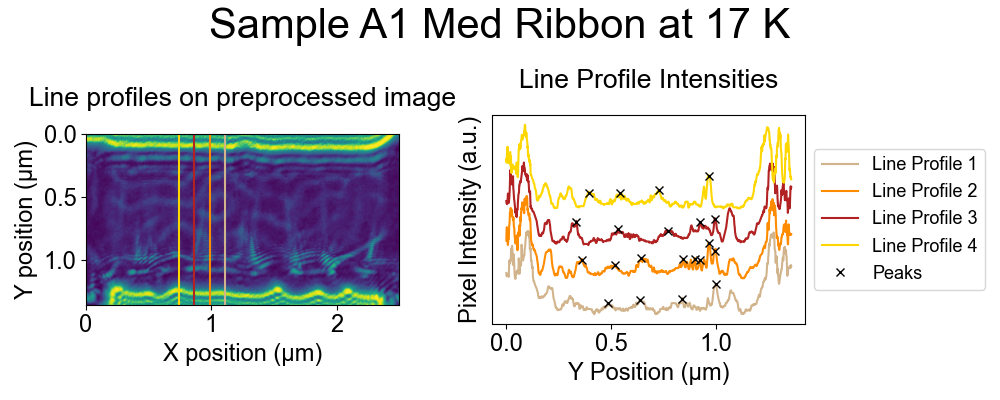 Sample A1 Med Ribbon at 17 K
Line profiles on preprocessed image
Y position (μm)
0.0
0.5
1.0
0
1
2
X position (μm)
Line Profile Intensities
Pixel Intensity (a.u.)
0.0
0.5
1.0
Y Position (μm)
Line Profile 1
Line Profile 2
Line Profile 3
Line Profile 4
Peaks